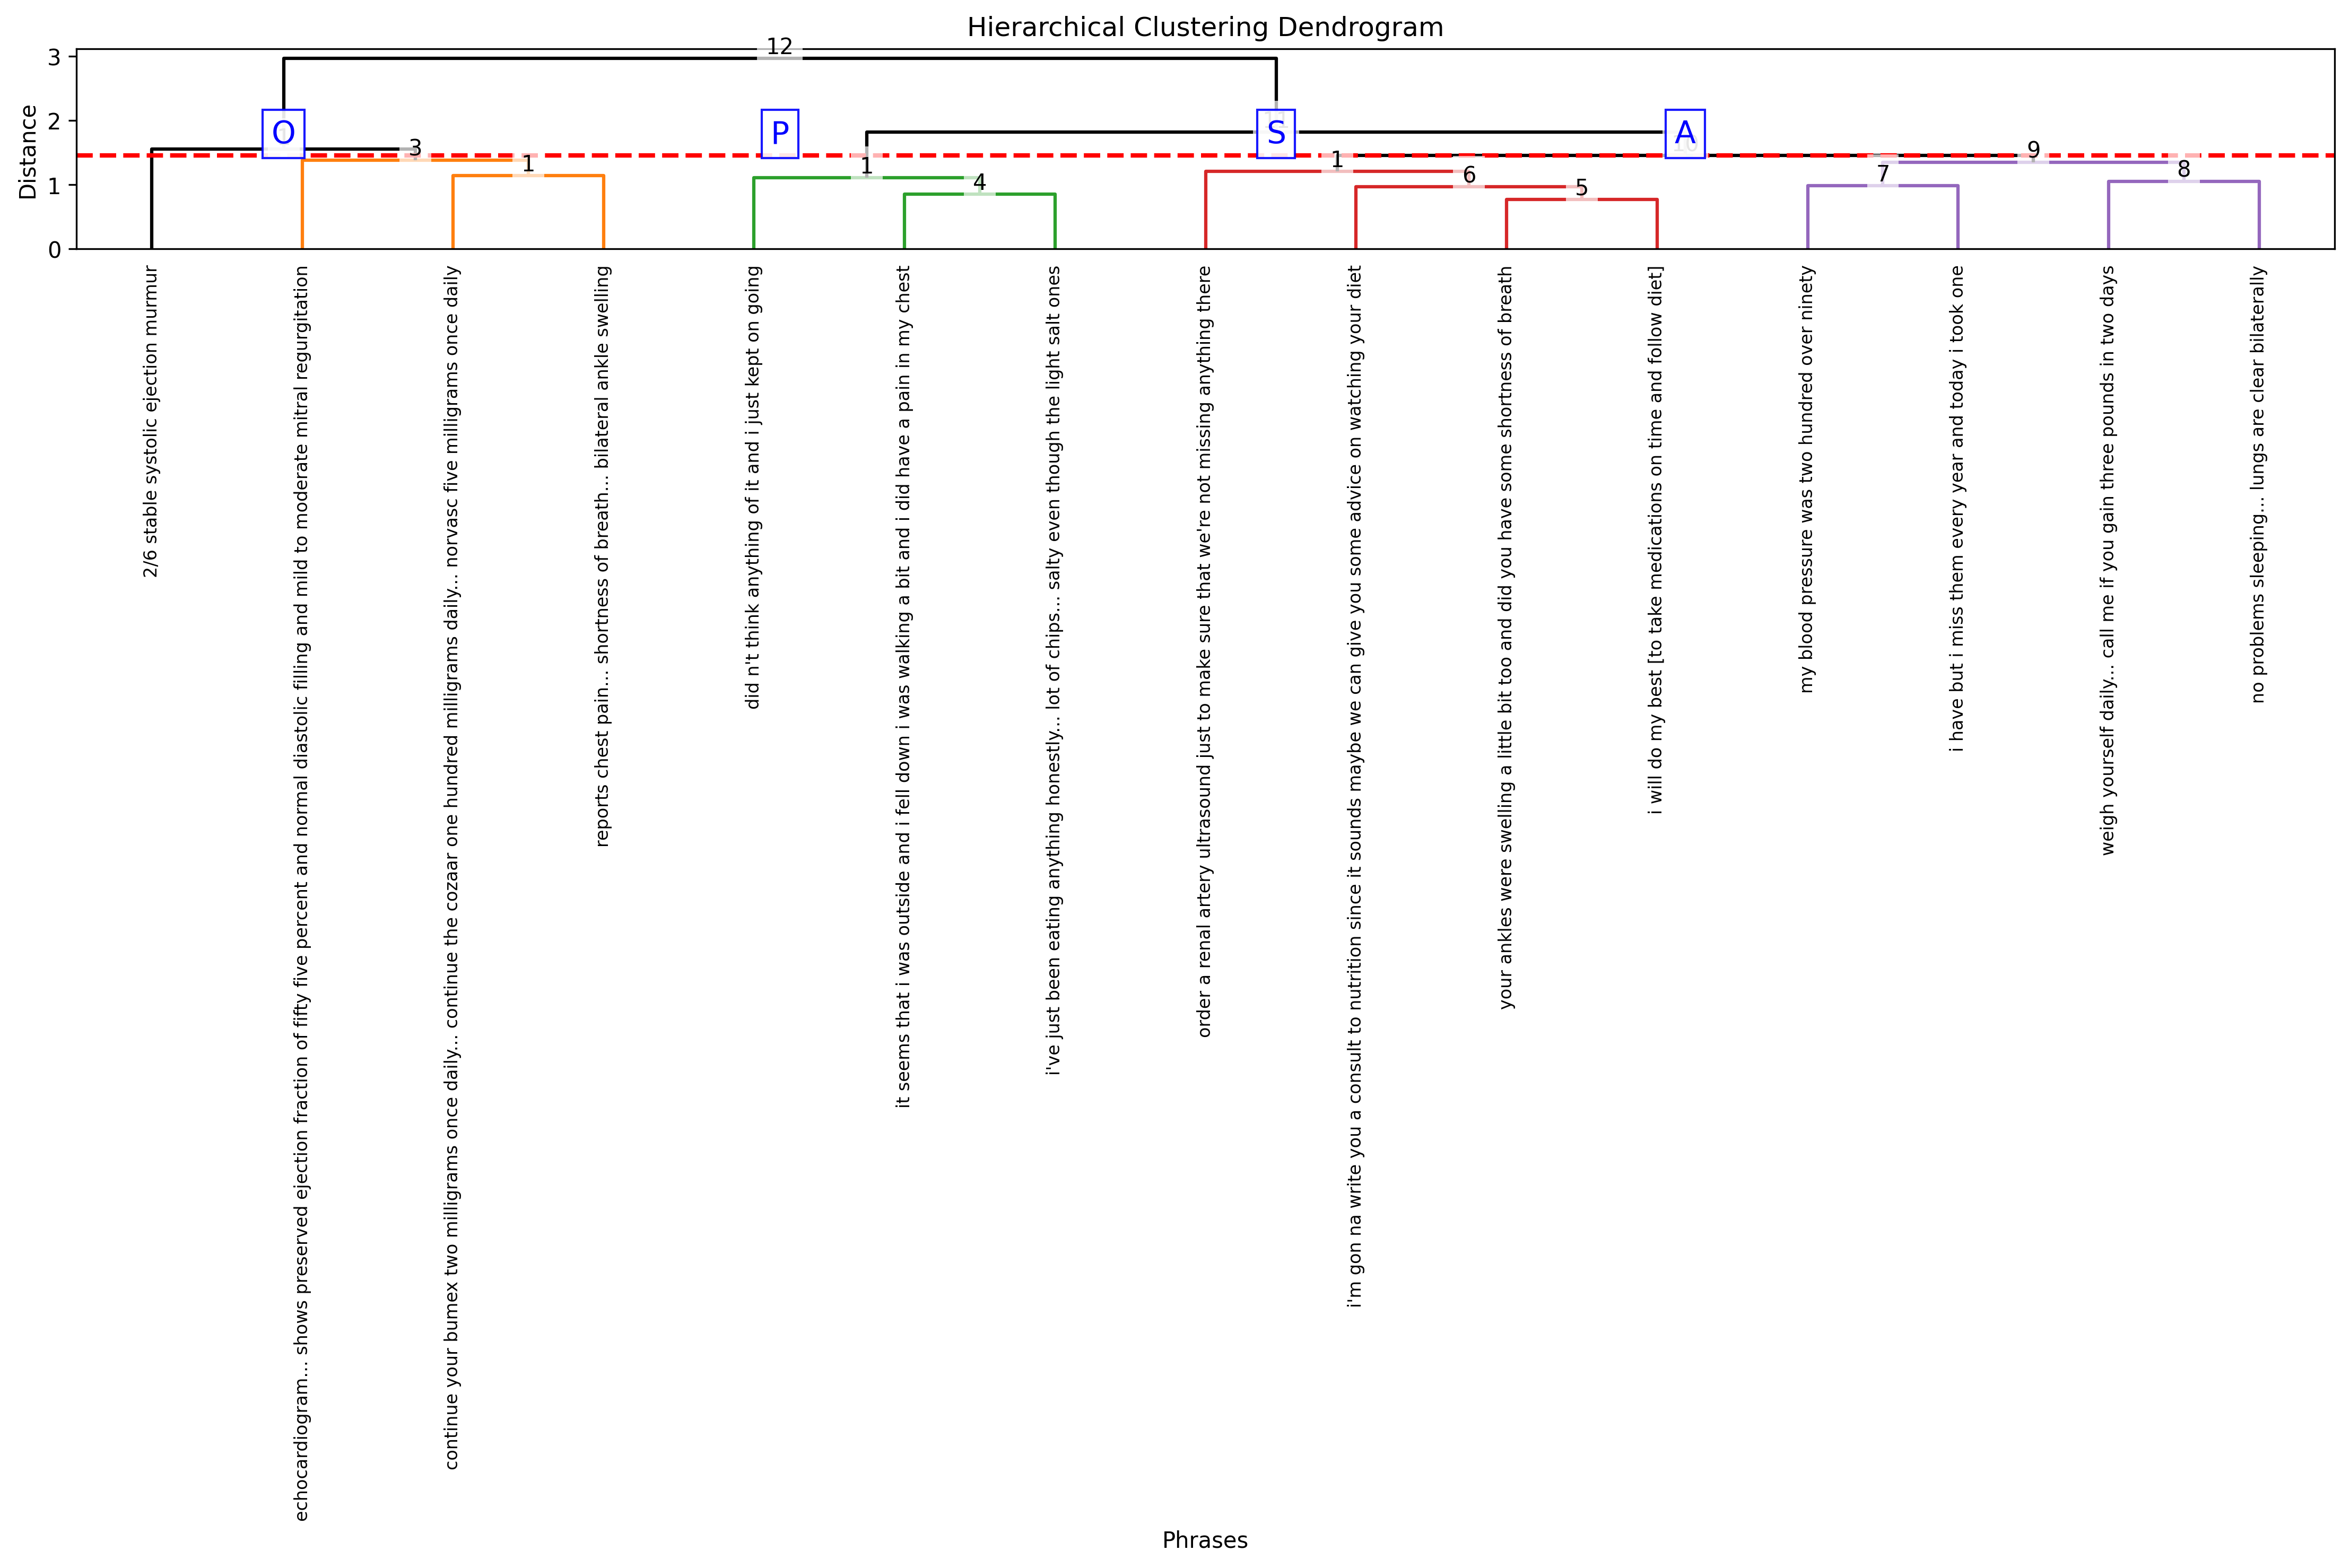 Hierarchical Clustering Dendrogram
Distance
3
2
1
0
12
O
P
S
A
3
1
1
4
1
6
5
9
7
8
2/6 stable systolic ejection murmur
echocardiogram... shows preserved ejection fraction of fifty five percent and normal diastolic filling and mild to moderate mitral regurgitation
continue your bumex two milligrams once daily... continue the cozaar one hundred milligrams daily... norvasc five milligrams once daily
reports chest pain... shortness of breath... bilateral ankle swelling
did n't think anything of it and i just kept on going
it seems that i was outside and i fell down i was walking a bit and i did have a pain in my chest
i've just been eating anything honestly... lot of chips... salty even though the light salt ones
order a renal artery ultrasound just to make sure that we're not missing anything there
i'm gon na write you a consult to nutrition since it sounds maybe we can give you some advice on watching your diet
your ankles were swelling a little bit too and did you have some shortness of breath
i will do my best [to take medications on time and follow diet]
my blood pressure was two hundred over ninety
i have but i miss them every year and today i took one
weigh yourself daily... call me if you gain three pounds in two days
no problems sleeping... lungs are clear bilaterally
Phrases